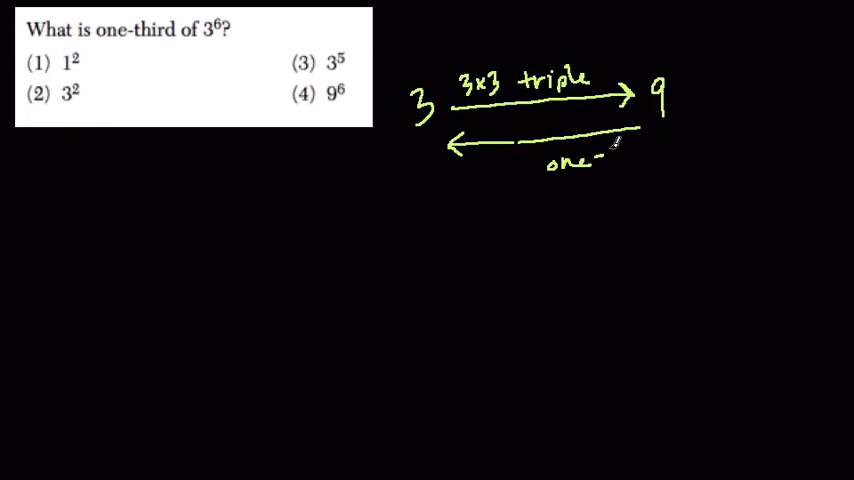 What is one-third of 3⁶?
(1) 1² (3) 3⁵
(2) 3² (4) 9⁶
3 3x3 triple 9
one-